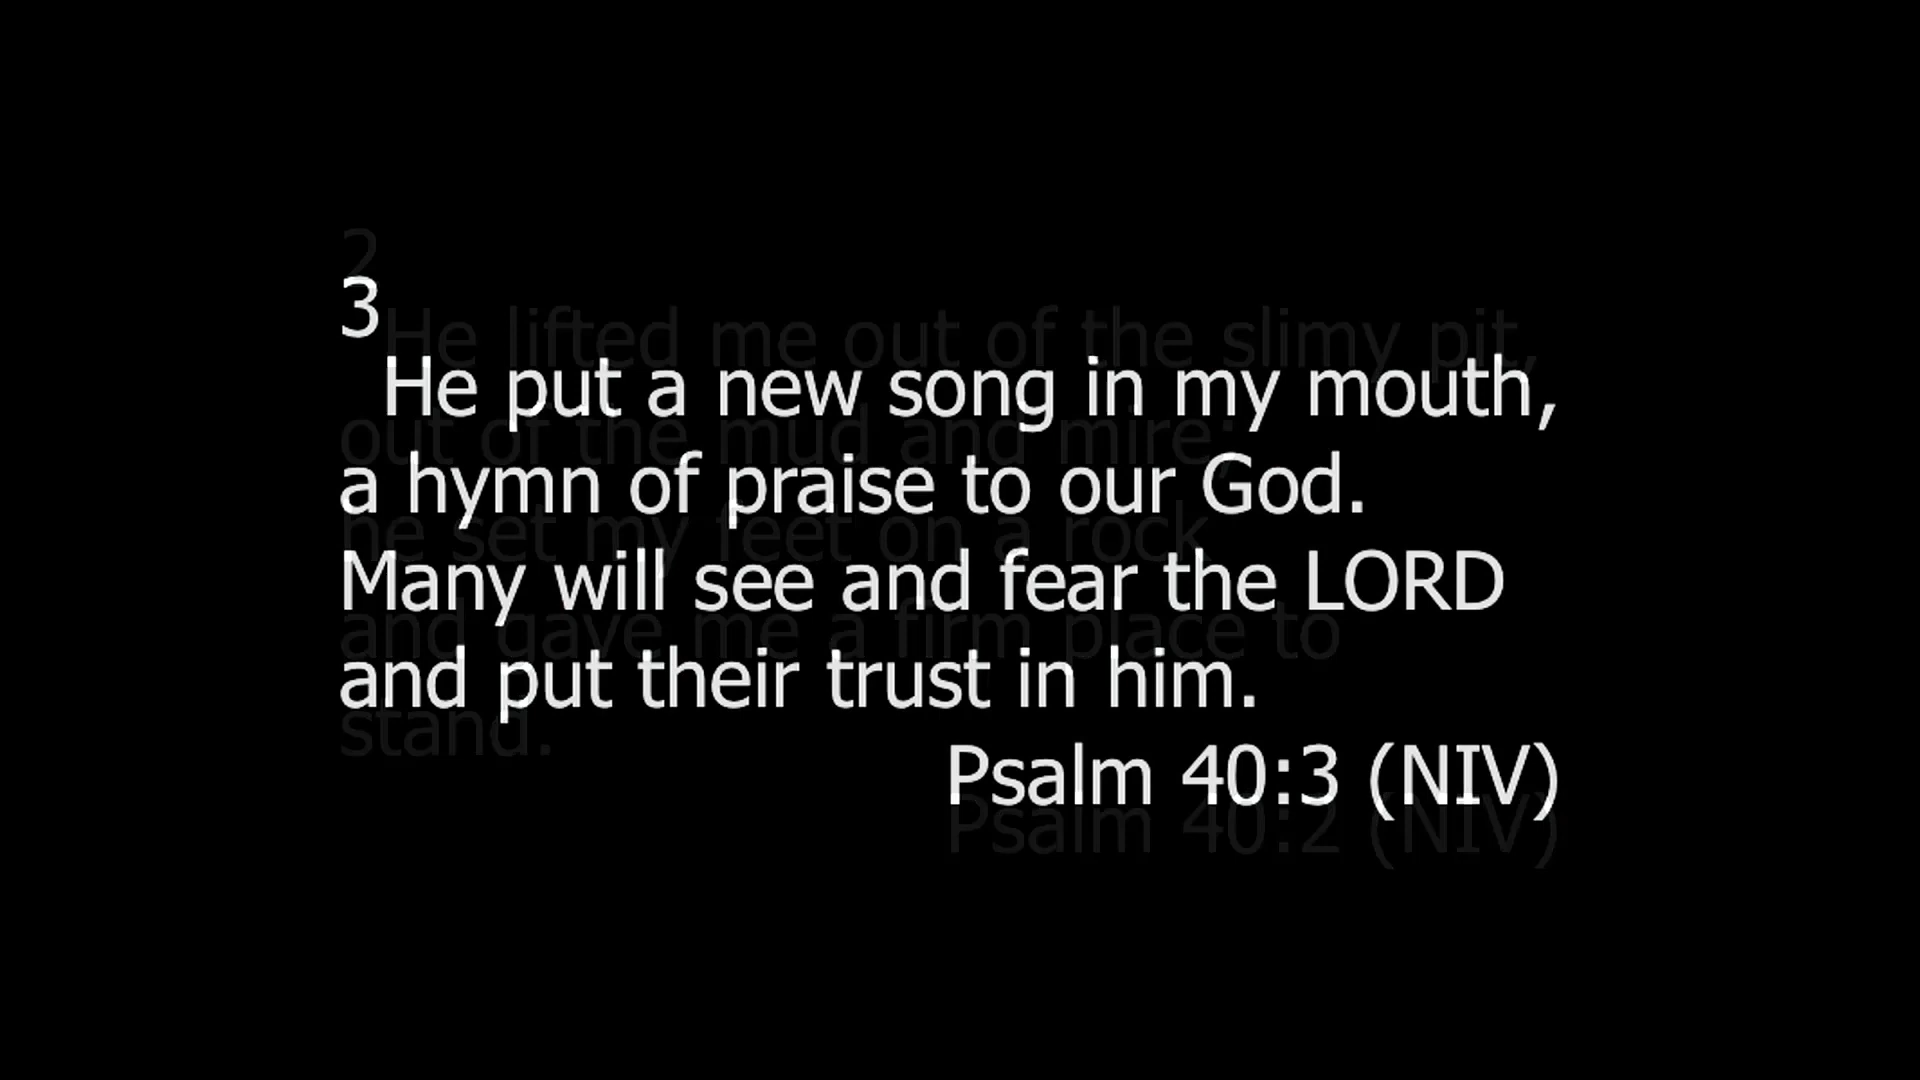 2
3
He lifted me out of the slimy pit,
He put a new song in my mouth,
out of the mud and mire;
a hymn of praise to our God.
he set my feet on a rock
Many will see and fear the LORD
and gave me a firm place to
and put their trust in him.
stand.
Psalm 40:3 (NIV)
Psalm 40:2 (NIV)